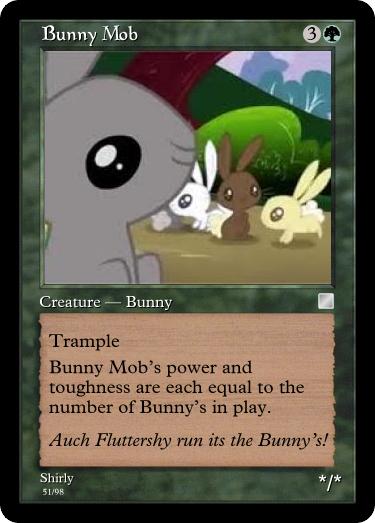 Bunny Mob 3
Creature — Bunny
Trample
Bunny Mob's power and
toughness are each equal to the
number of Bunny's in play.
Auch Fluttershy run its the Bunny's!
Shirly
51/98
*/*